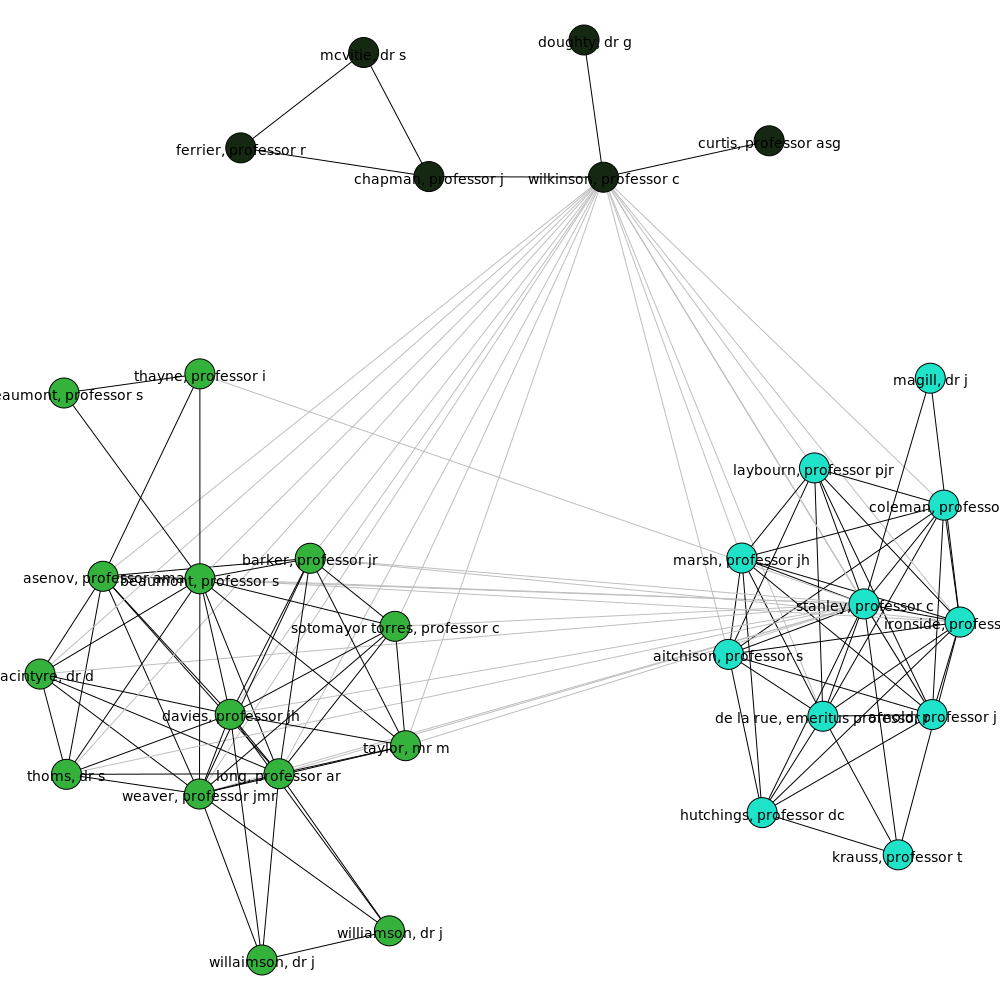 doughty, dr g
mcvitie, dr s
curtis, professor asg
ferrier, professor r
chapman, professor j
wilkinson, professor c
thayne, professor i
magill, dr j
eaumont, professor s
laybourn, professor pjr
coleman, professo
barker, professor jr
marsh, professor jh
asenov, professor ama
beaumont, professor s
stanley, professor c
ironside, profess
sotomayor torres, professor c
aitchison, professor s
acintyre, dr d
davies, professor jh
de la rue, emeritus professor
arnold, professor j
taylor, mr m
thoms, dr s
long, professor ar
weaver, professor jmr
hutchings, professor dc
krauss, professor t
williamson, dr j
willaimson, dr j